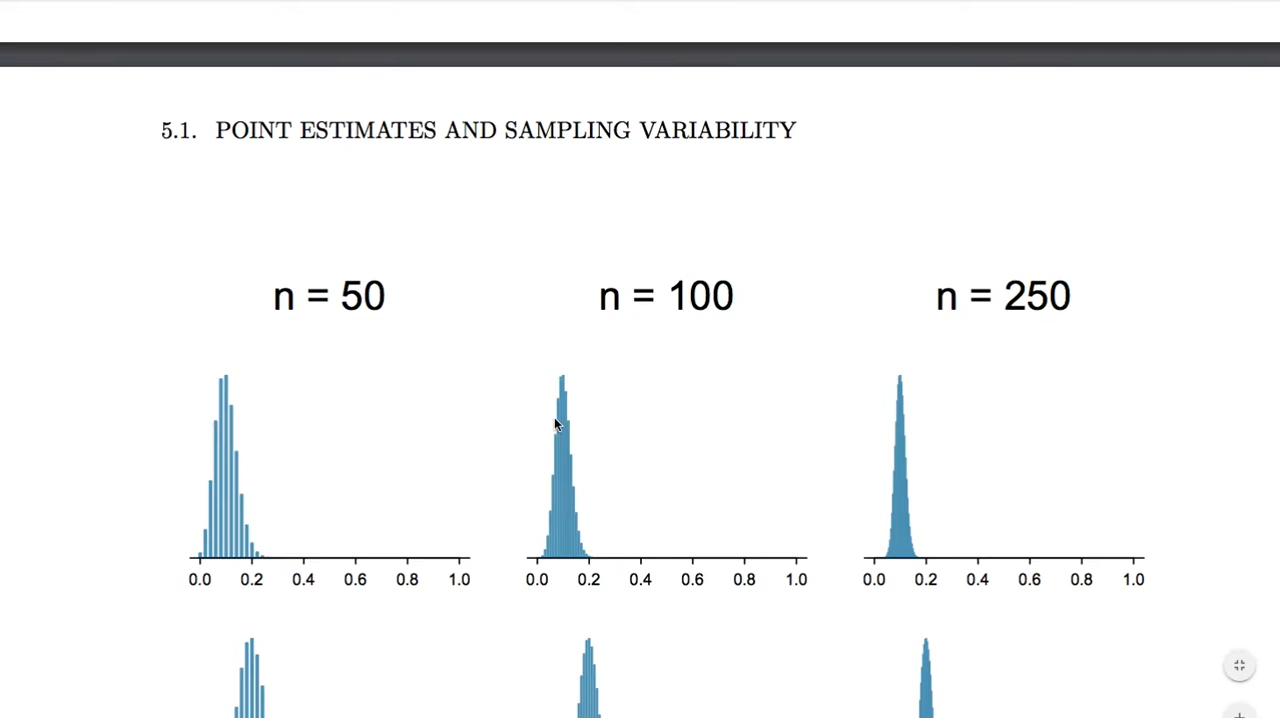 5.1. POINT ESTIMATES AND SAMPLING VARIABILITY
n = 50 n = 100 n = 250
0.0 0.2 0.4 0.6 0.8 1.0 0.0 0.2 0.4 0.6 0.8 1.0 0.0 0.2 0.4 0.6 0.8 1.0